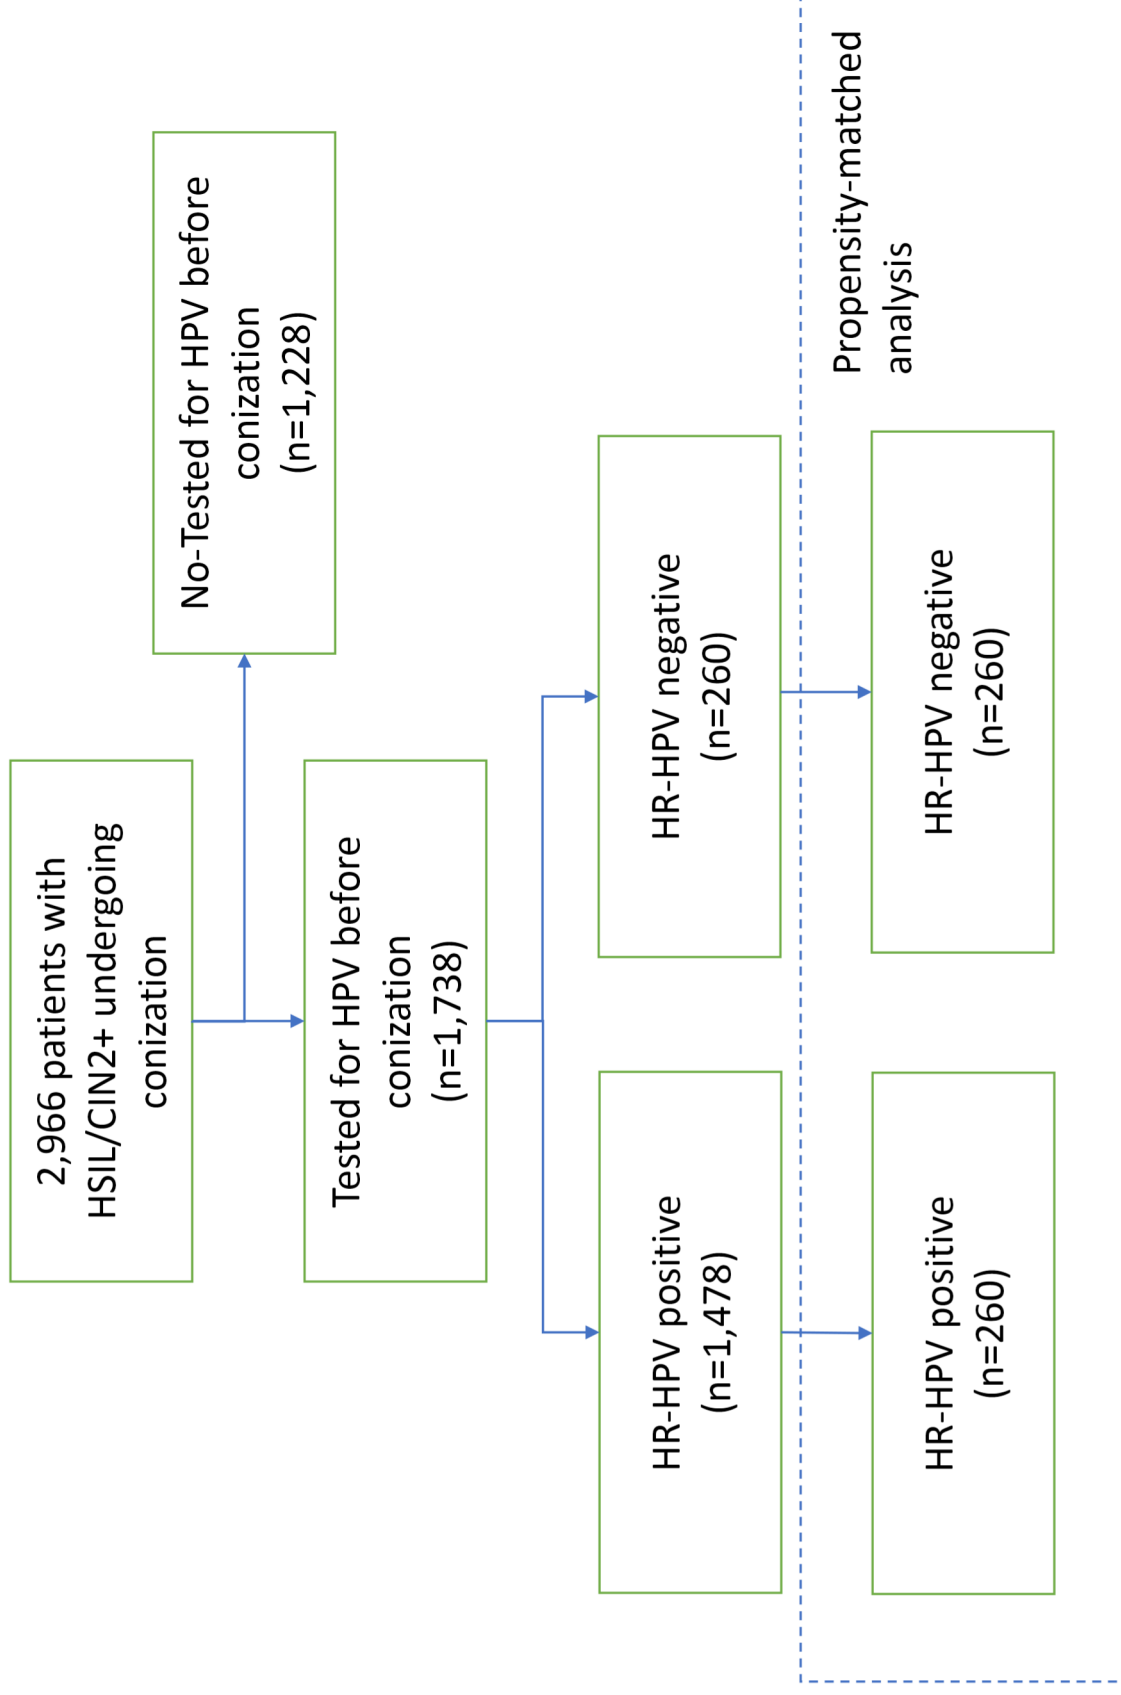 2,966 patients with
HSIL/CIN2+ undergoing
conization
No-Tested for HPV before
conization
(n=1,228)
Tested for HPV before
conization
(n=1,738)
HR-HPV positive
(n=1,478)
HR-HPV negative
(n=260)
Propensity-matched
analysis
HR-HPV positive
(n=260)
HR-HPV negative
(n=260)